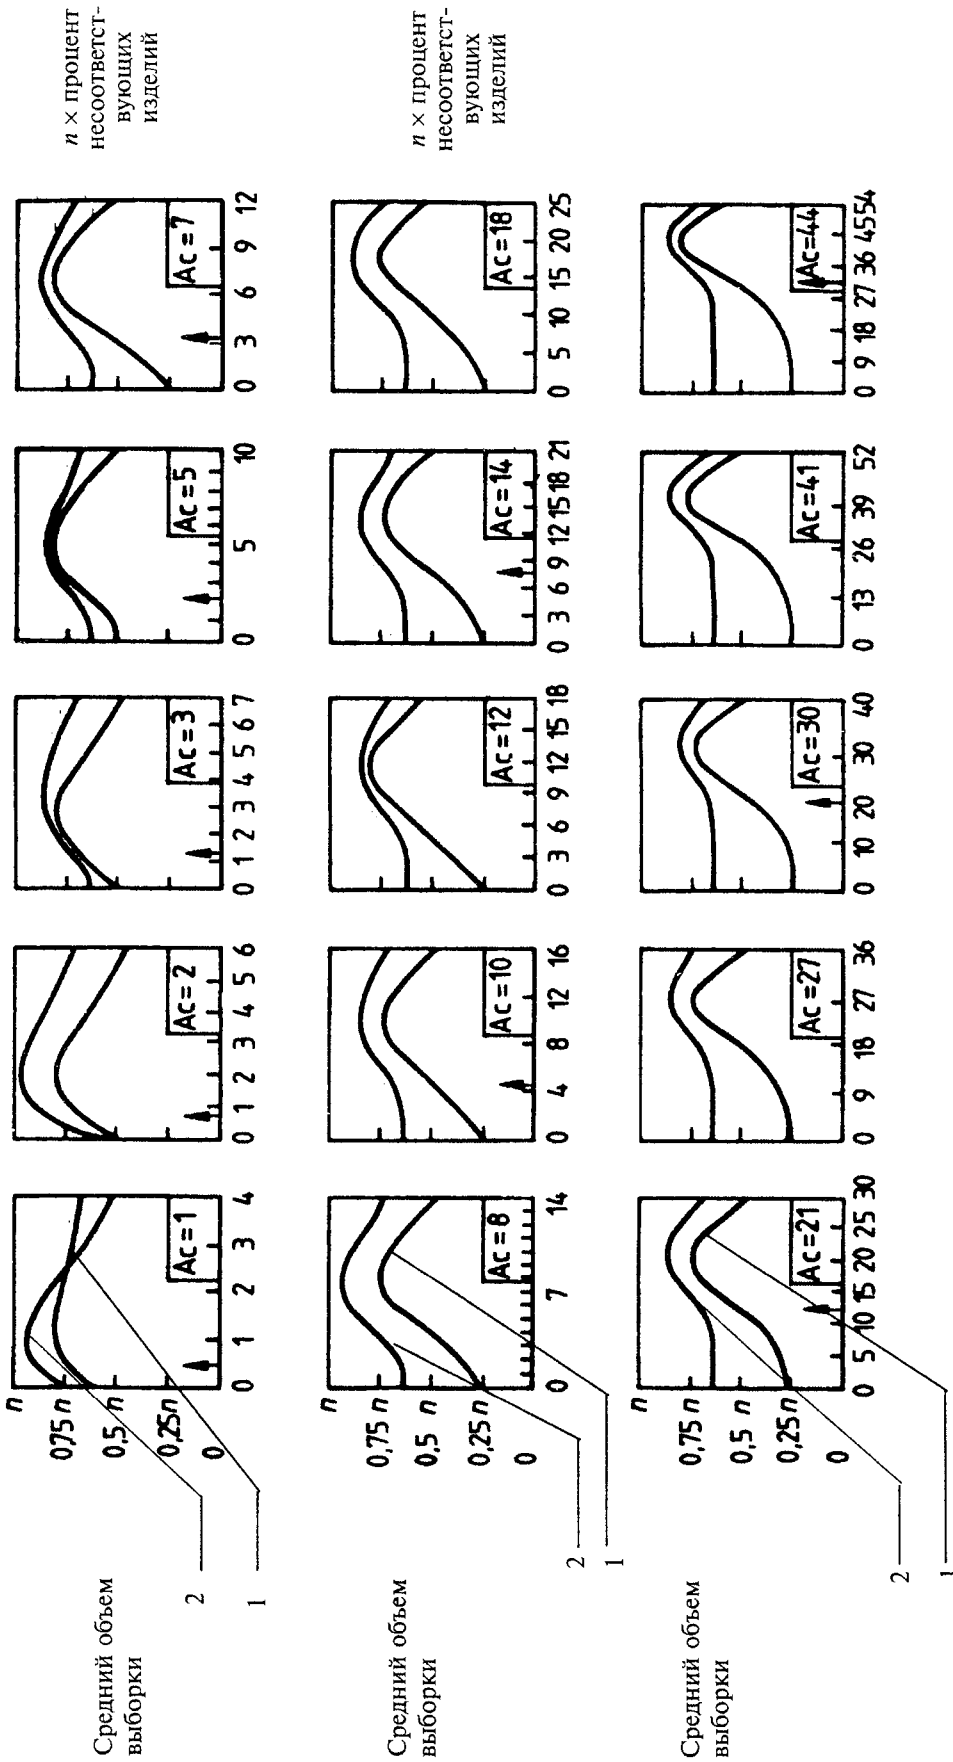 Средний объем
выборки
n
0,75 n
0,5 n
0,25n
0
Ac=1
0 1 2 3 4
Ac=2
0 1 2 3 4 5 6
Ac=3
0 1 2 3 4 5 6 7
Ac=5
0 5 10
Ac=7
0 3 6 9 12
n × процент
несоответст-
вующих
изделий
2
1
Средний объем
выборки
n
0,75 n
0,5 n
0,25 n
0
Ac=8
0 7 14
Ac=10
0 4 8 12 16
Ac=12
0 3 6 9 12 15 18
Ac=14
0 3 6 9 12 15 18 21
Ac=18
0 5 10 15 20 25
n × процент
несоответст-
вующих
изделий
2
1
Средний объем
выборки
n
0,75 n
0,5 n
0,25 n
0
Ac=21
0 5 10 15 20 25 30
Ac=27
0 9 18 27 36
Ac=30
0 10 20 30 40
Ac=41
0 13 26 39 52
Ac=44
0 9 18 27 36 45 54
2
1